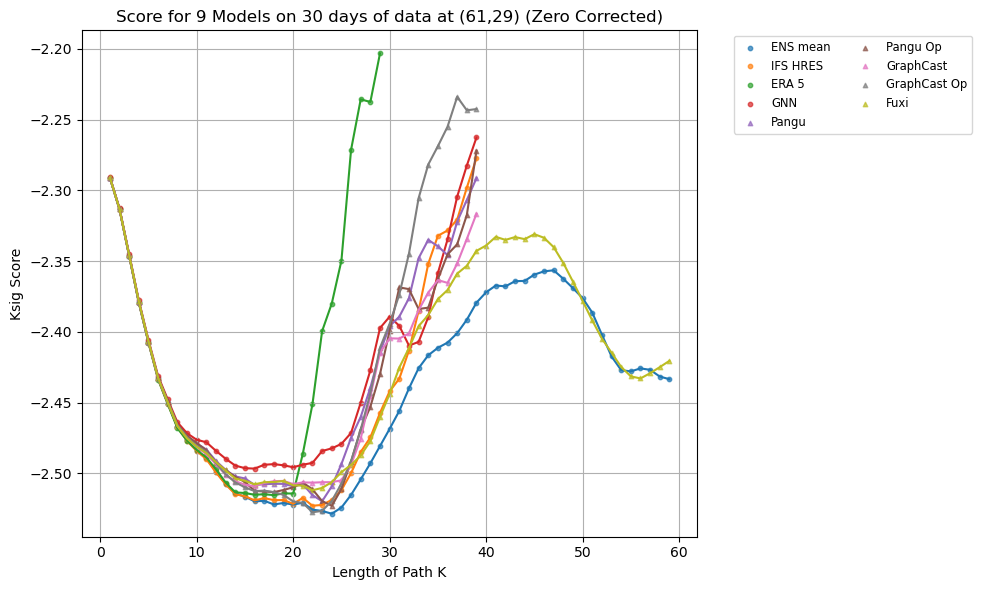 Score for 9 Models on 30 days of data at (61,29) (Zero Corrected)
ENS mean
IFS HRES
ERA 5
GNN
Pangu
Pangu Op
GraphCast
GraphCast Op
Fuxi
Ksig Score
−2.20
−2.25
−2.30
−2.35
−2.40
−2.45
−2.50
0 10 20 30 40 50 60
Length of Path K